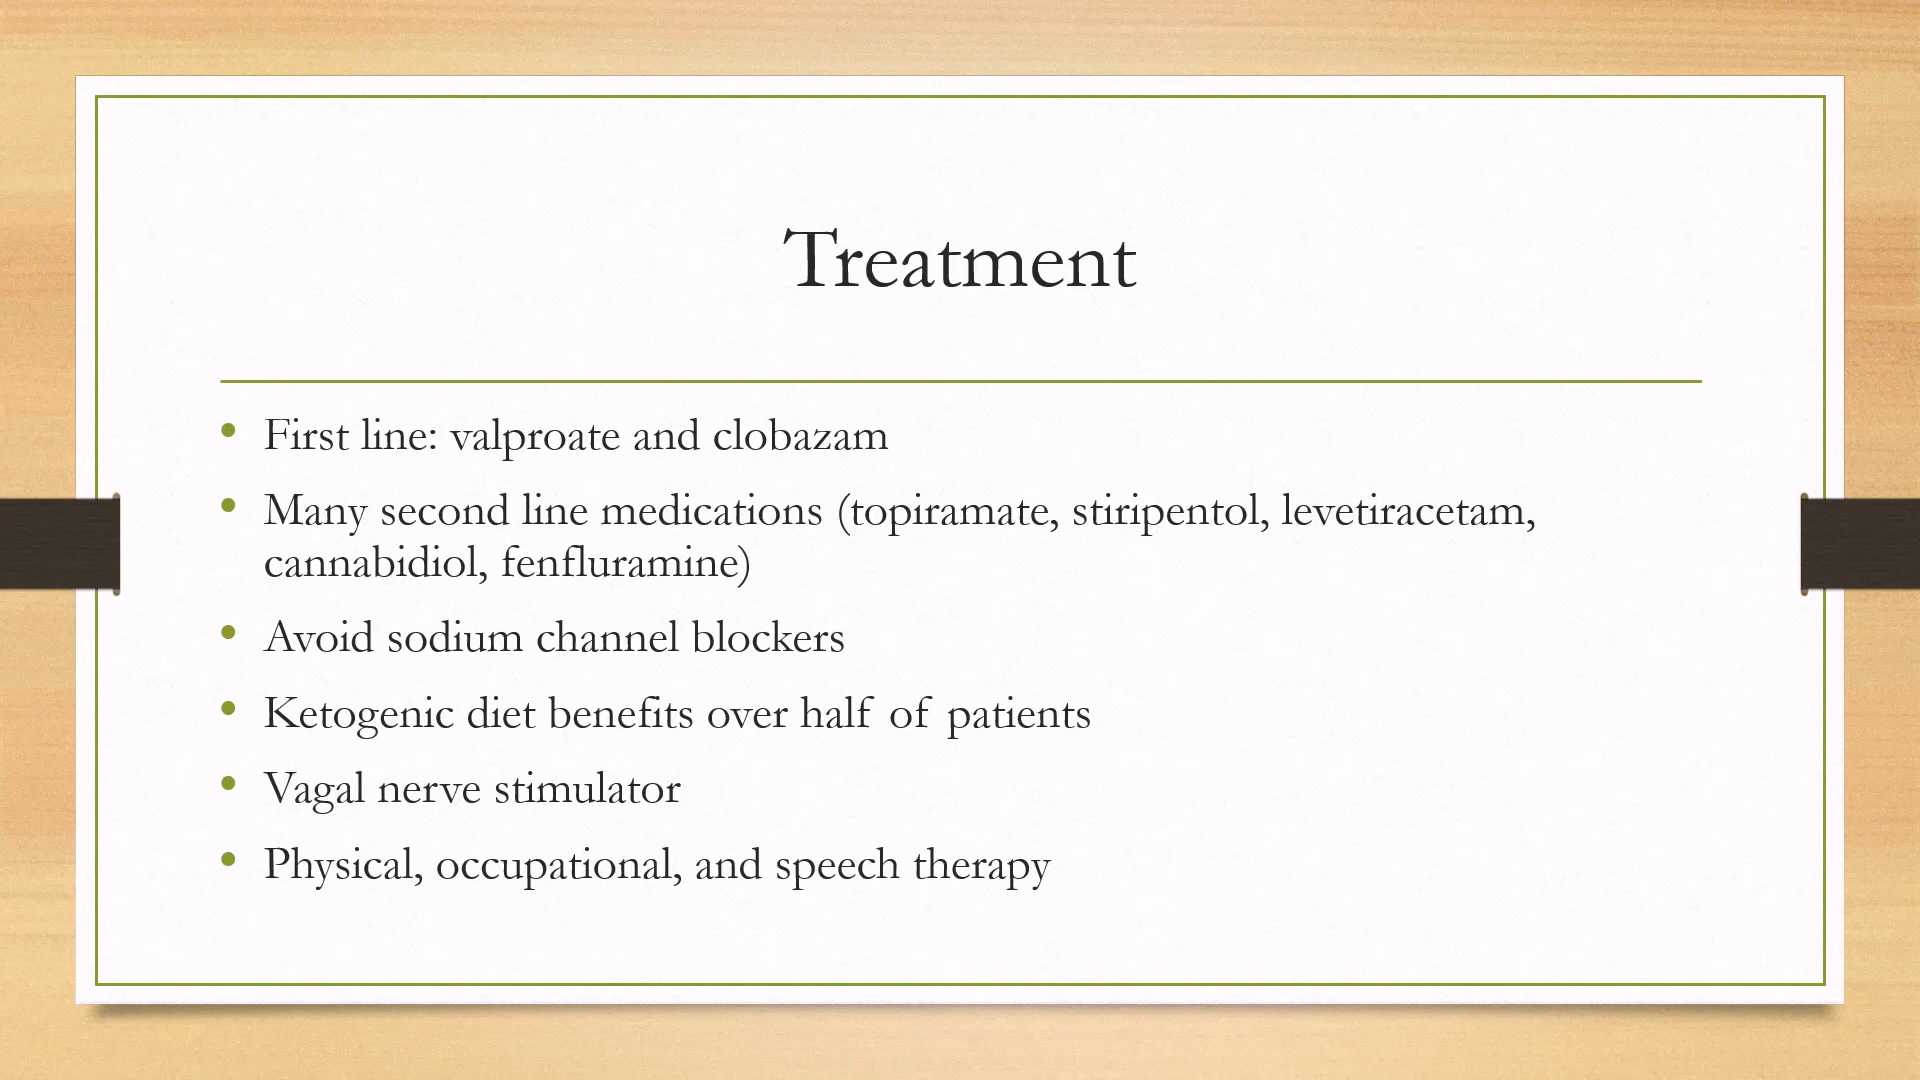 Treatment
• First line: valproate and clobazam
• Many second line medications (topiramate, stiripentol, levetiracetam,
cannabidiol, fenfluramine)
• Avoid sodium channel blockers
• Ketogenic diet benefits over half of patients
• Vagal nerve stimulator
• Physical, occupational, and speech therapy